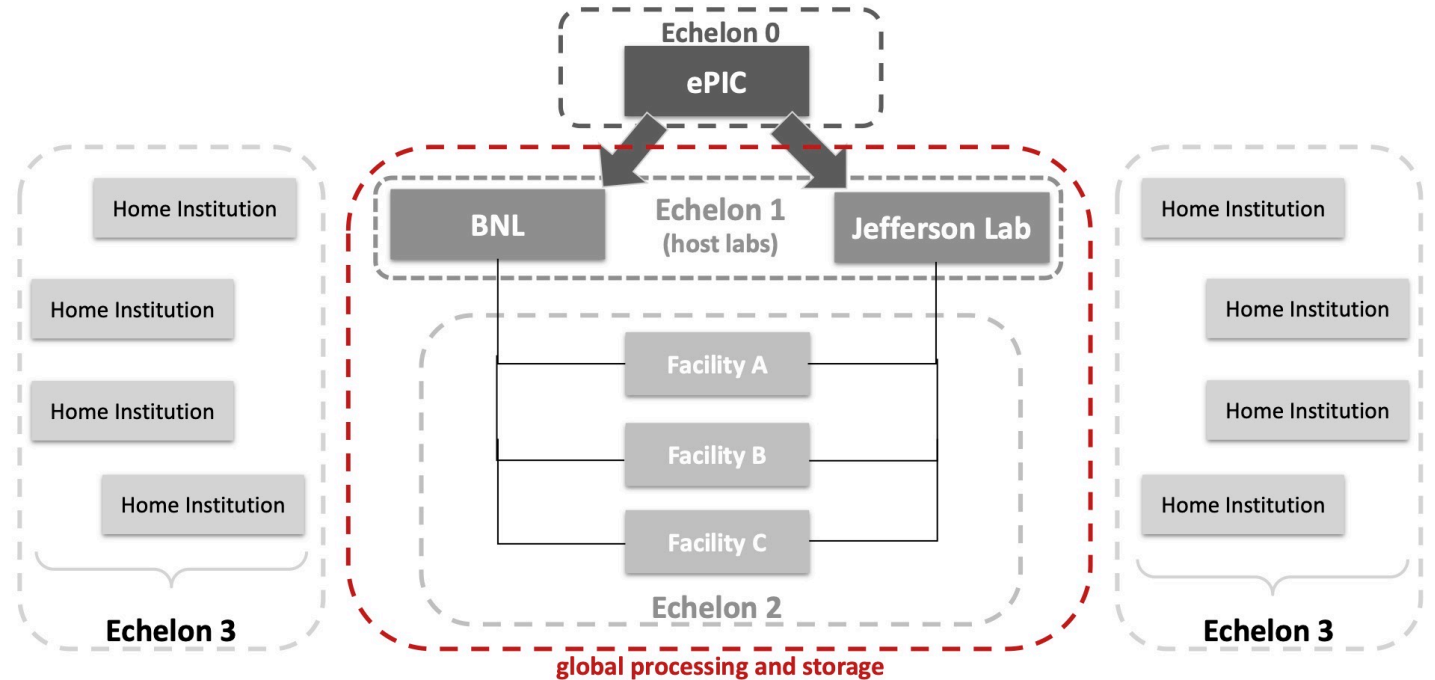 Echelon 0
ePIC
BNL
Echelon 1
(host labs)
Jefferson Lab
Home Institution
Home Institution
Home Institution
Home Institution
Echelon 3
Facility A
Facility B
Facility C
Echelon 2
global processing and storage
Home Institution
Home Institution
Home Institution
Home Institution
Echelon 3